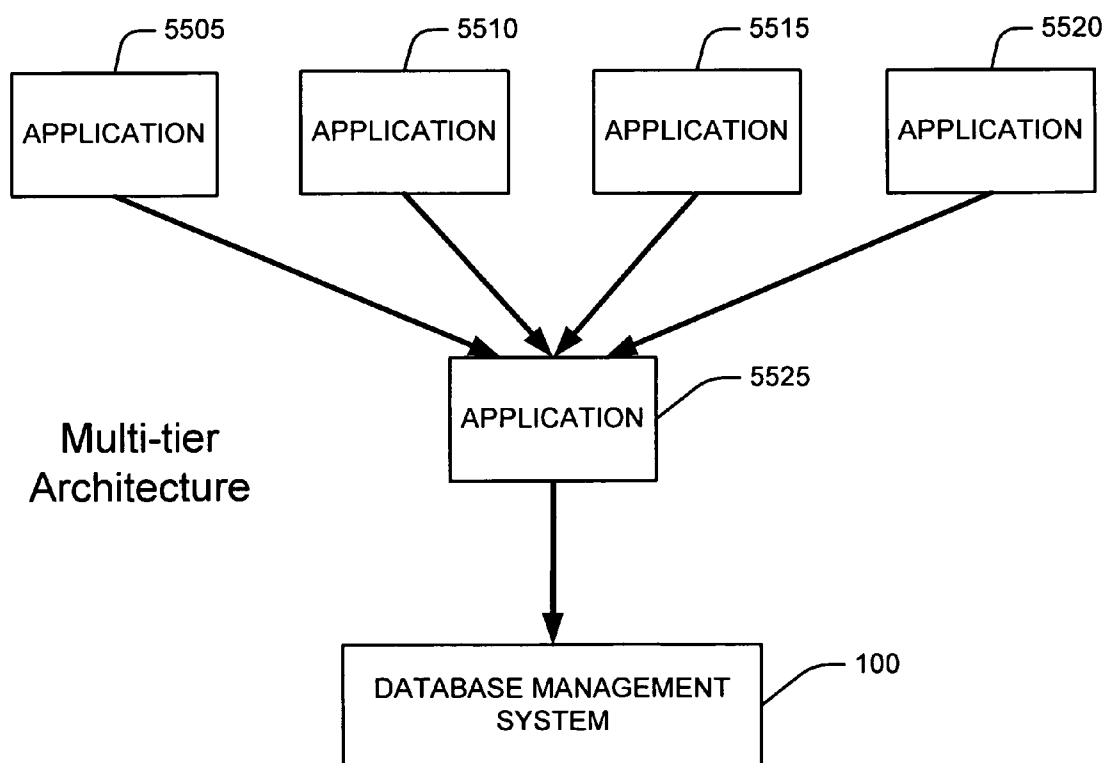 5505
5510
5515
5520
APPLICATION
APPLICATION
APPLICATION
APPLICATION
5525
APPLICATION
Multi-tier
Architecture
100
DATABASE MANAGEMENT
SYSTEM